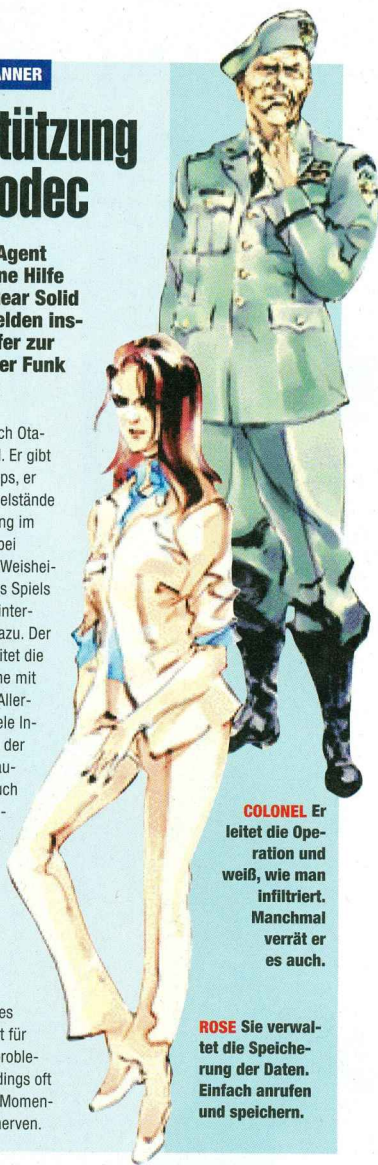 ANNER
tützung
odec
Agent
ne Hilfe
ear Solid
elden ins-
fer zur
er Funk
ch Ota-
l. Er gibt
ps, er
elstände
ng im
bei
Weishei-
s Spiels
inter-
azu. Der
itet die
ne mit
Aller-
ele In-
der
au-
uch
-
es
t für
proble-
dings oft
Momen-
nerven.
COLONEL Er
leitet die Ope-
ration und
weiß, wie man
infiltriert.
Manchmal
verrät er
es auch.
ROSE Sie verwal-
tet die Speiche-
rung der Daten.
Einfach anrufen
und speichern.